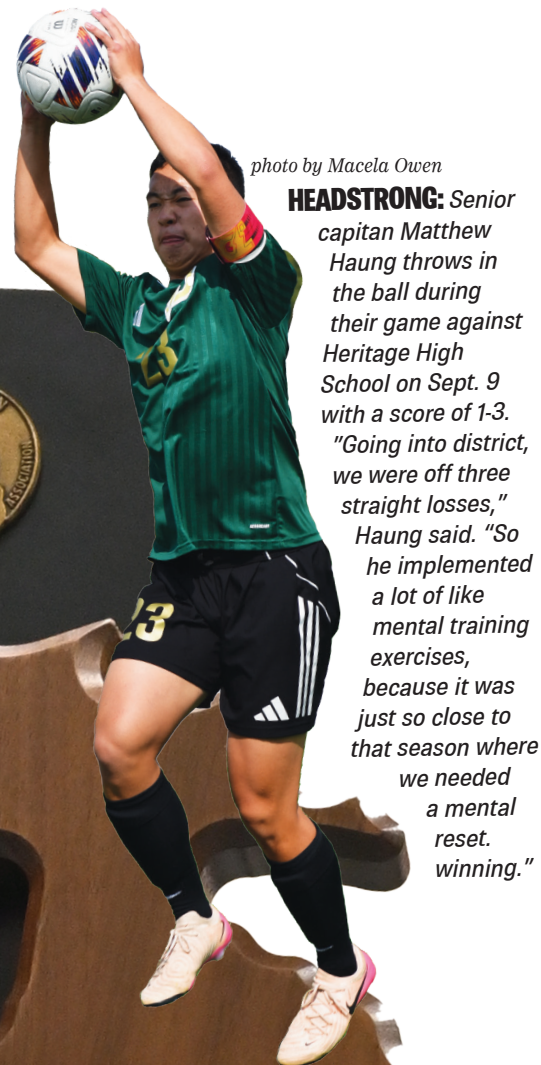 photo by Macela Owen
HEADSTRONG: Senior
capitan Matthew
Haung throws in
the ball during
their game against
Heritage High
School on Sept. 9
with a score of 1-3.
"Going into district,
we were off three
straight losses,”
Haung said. “So
he implemented
a lot of like
mental training
exercises,
because it was
just so close to
that season where
we needed
a mental
reset.
winning.”
23
23
ASSOCIATION